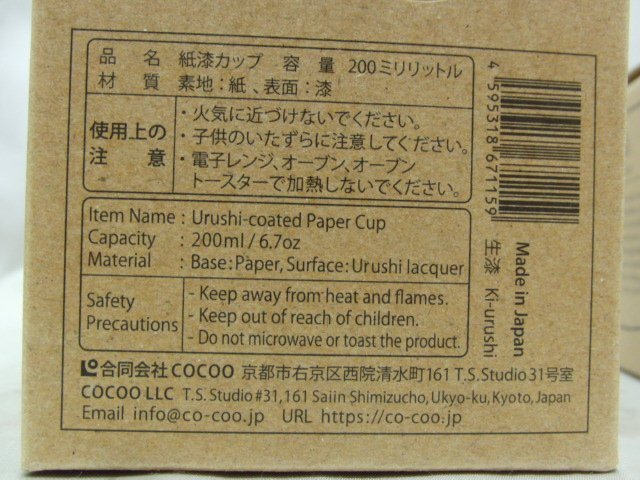 品　名　紙漆カップ　容　量　200ミリリットル
材　質　素地：紙、表面：漆
使用上の
注　意
・火気に近づけないでください。
・子供のいたずらに注意してください。
・電子レンジ、オーブン、オーブン
トースターで加熱しないでください。
Item Name : Urushi-coated Paper Cup
Capacity : 200ml / 6.7oz
Material : Base:Paper, Surface:Urushi lacquer
Safety
Precautions
- Keep away from heat and flames.
- Keep out of reach of children.
- Do not microwave or toast the product.
合同会社COCOO 京都市右京区西院清水町161 T.S.Studio 31号室
COCOO LLC T.S. Studio #31,161 Saiin Shimizucho, Ukyo-ku, Kyoto, Japan
Email info@co-coo.jp URL https://co-coo.jp
4595318671159
Made in Japan
生漆 Ki-urushi